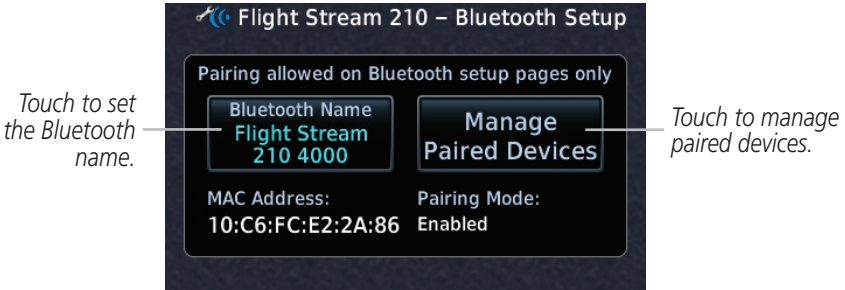 Flight Stream 210 – Bluetooth Setup
Pairing allowed on Bluetooth setup pages only
Touch to set
the Bluetooth
name.
Bluetooth Name
Flight Stream
210 4000
Manage
Paired Devices
Touch to manage
paired devices.
MAC Address:
10:C6:FC:E2:2A:86
Pairing Mode:
Enabled